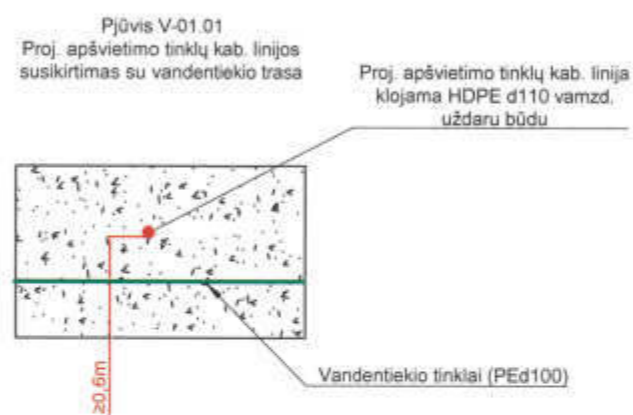 Pjūvis V-01.01
Proj. apšvietimo tinklų kab. linijos
susikirtimas su vandentiekio trasa
Proj. apšvietimo tinklų kab. linija
klojama HDPE d110 vamzd.
uždaru būdu
≥0,6m
Vandentiekio tinklai (PEd100)